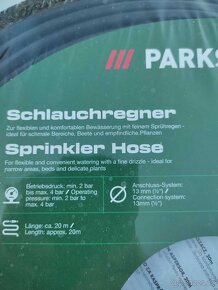 /// PARKS
Schlauchregner
Zur flexiblen und komfortablen Bewässerung mit feinem Sprühregen -
ideal für schmale Bereiche, Beete und empfindliche Pflanzen
Sprinkler Hose
For flexible and convenient watering with a fine drizzle - ideal for
narrow areas, beds and delicate plants
Betriebsdruck: min. 2 bar
bis max. 4 bar
Operating
pressure: min. 2 bar to
max. 4 bar
Anschluss-System:
13 mm (½")
Connection system:
13mm (½")
Länge: ca. 20 m
Length: approx. 20m